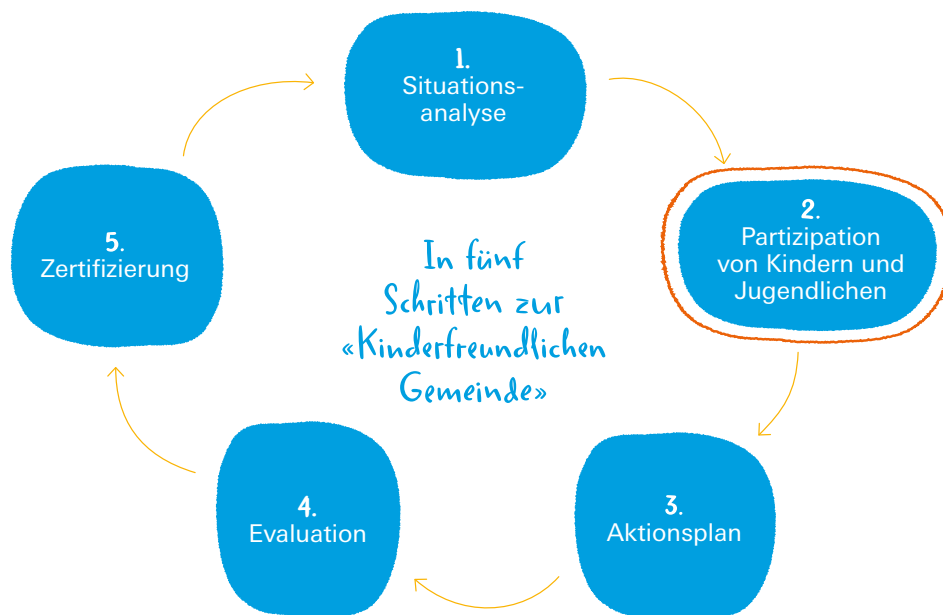 1.
Situations-
analyse
2.
Partizipation
von Kindern und
Jugendlichen
In fünf
Schritten zur
«Kinderfreundlichen
Gemeinde»
5.
Zertifizierung
4.
Evaluation
3.
Aktionsplan